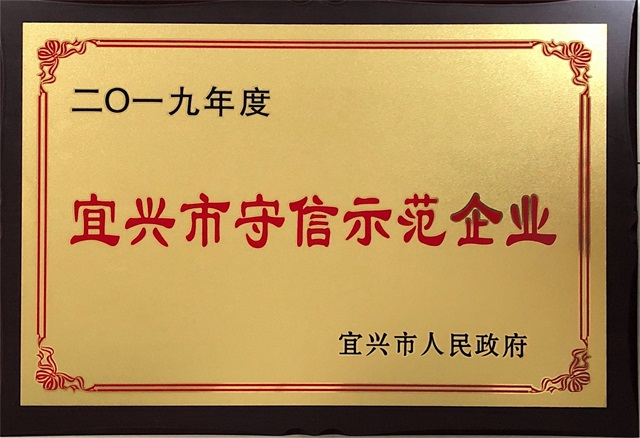 二〇一九年度
宜兴市守信示范企业
宜兴市人民政府